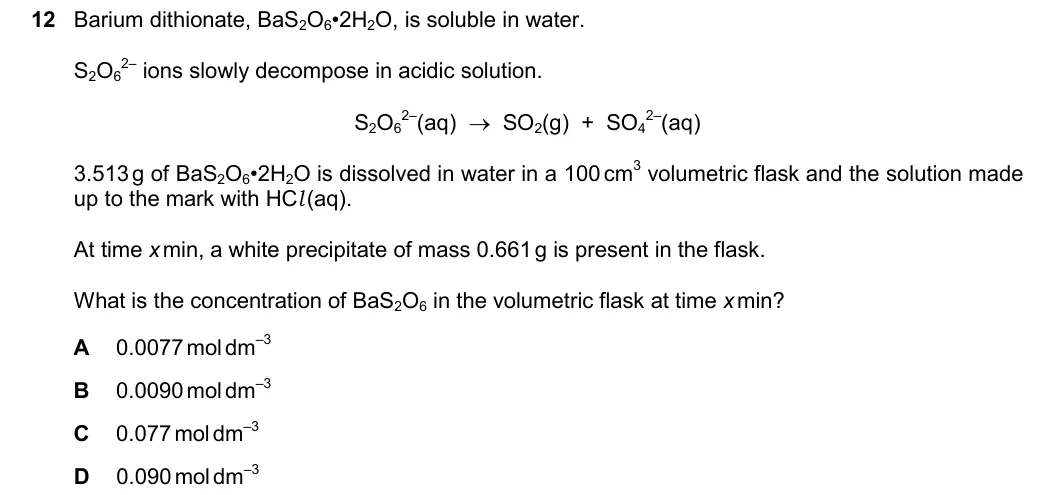 12 Barium dithionate, BaS₂O₆•2H₂O, is soluble in water.
S₂O₆²⁻ ions slowly decompose in acidic solution.
S₂O₆²⁻(aq) → SO₂(g) + SO₄²⁻(aq)
3.513 g of BaS₂O₆•2H₂O is dissolved in water in a 100 cm³ volumetric flask and the solution made
up to the mark with HCl(aq).
At time x min, a white precipitate of mass 0.661 g is present in the flask.
What is the concentration of BaS₂O₆ in the volumetric flask at time x min?
A 0.0077 mol dm⁻³
B 0.0090 mol dm⁻³
C 0.077 mol dm⁻³
D 0.090 mol dm⁻³